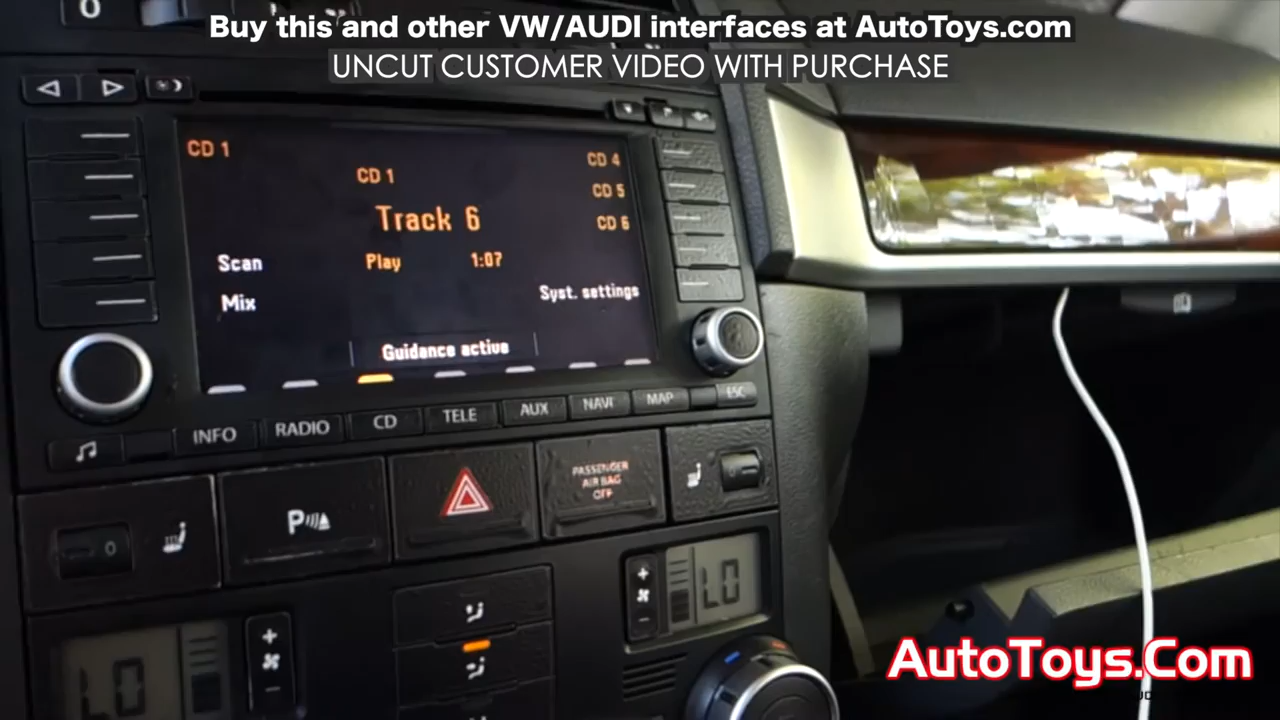 Buy this and other VW/AUDI interfaces at AutoToys.com
UNCUT CUSTOMER VIDEO WITH PURCHASE
0
CD 1
CD 4
CD 1
CD 5
Track 6
CD 6
Scan
Play
1:07
Mix
Syst. settings
Guidance active
INFO
RADIO
CD
TELE
AUX
NAVI
MAP
ESC
PASSENGER
AIR BAG
OFF
0
P
LO
LO
AutoToys.Com